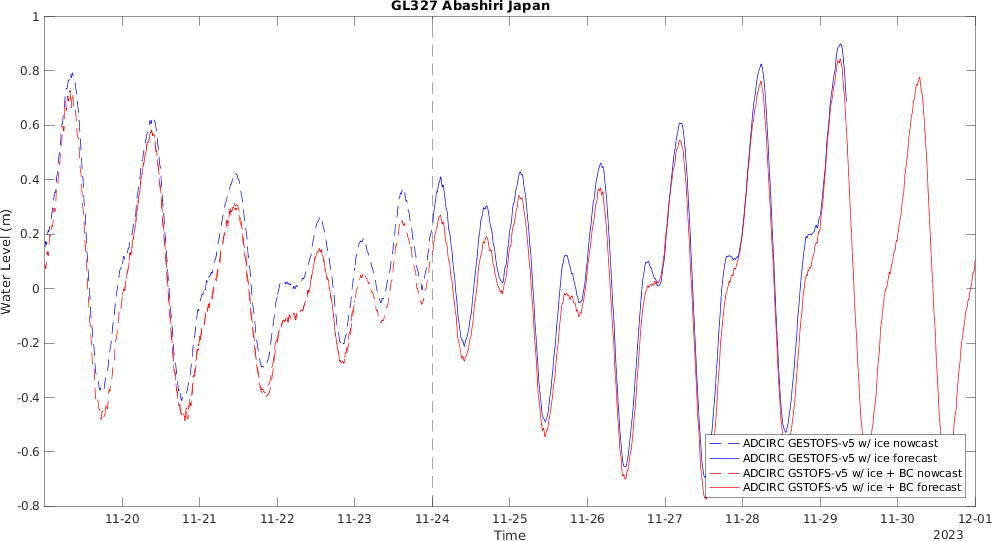 GL327 Abashiri Japan
1
0.8
0.6
0.4
0.2
0
-0.2
-0.4
-0.6
-0.8
Water Level (m)
ADCIRC GESTOFS-v5 w/ ice nowcast
ADCIRC GESTOFS-v5 w/ ice forecast
ADCIRC GSTOFS-v5 w/ ice + BC nowcast
ADCIRC GSTOFS-v5 w/ ice + BC forecast
11-20 11-21 11-22 11-23 11-24 11-25 11-26 11-27 11-28 11-29 11-30 12-01
Time
2023